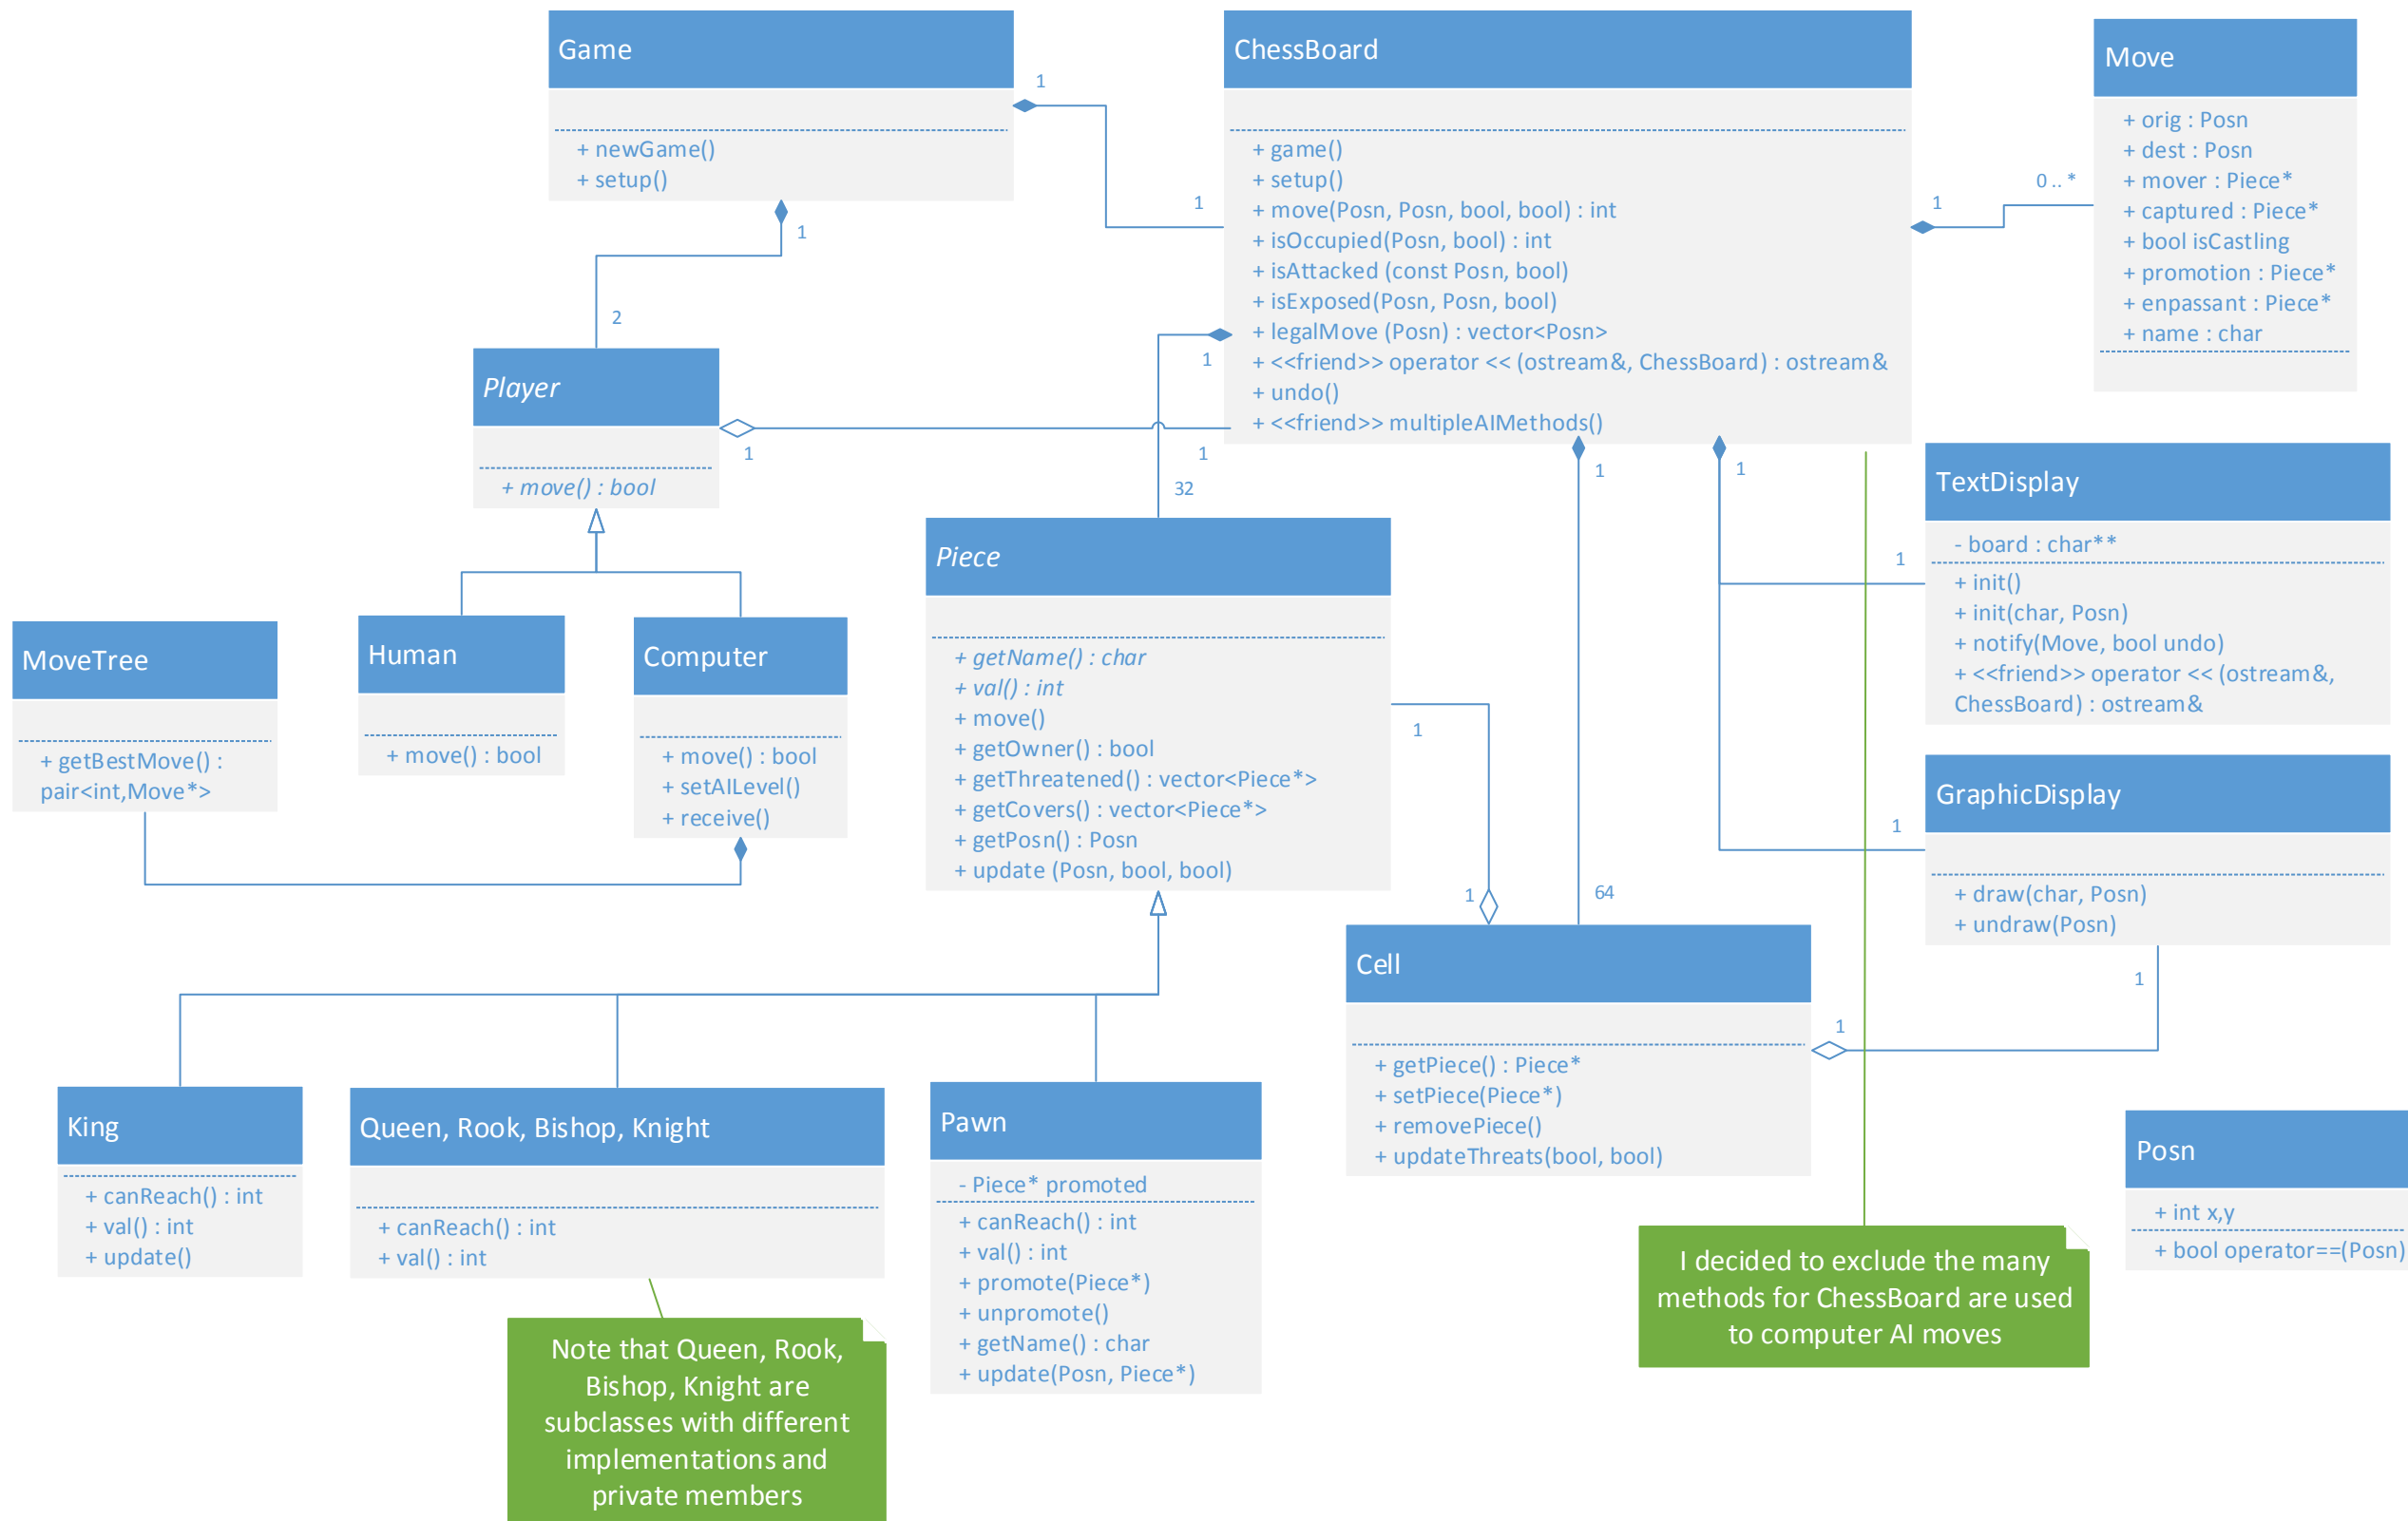 Game
+ newGame()
+ setup()
1
1
1
2
ChessBoard
+ game()
+ setup()
+ move(Posn, Posn, bool, bool) : int
+ isOccupied(Posn, bool) : int
+ isAttacked (const Posn, bool)
+ isExposed(Posn, Posn, bool)
+ legalMove (Posn) : vector<Posn>
+ <<friend>> operator << (ostream&, ChessBoard) : ostream&
+ undo()
+ <<friend>> multipleAIMethods()
1
0 .. *
Move
+ orig : Posn
+ dest : Posn
+ mover : Piece*
+ captured : Piece*
+ bool isCastling
+ promotion : Piece*
+ enpassant : Piece*
+ name : char
Player
+ move() : bool
1
1
1
32
1
64
1
1
1
TextDisplay
- board : char**
+ init()
+ init(char, Posn)
+ notify(Move, bool undo)
+ <<friend>> operator << (ostream&,
ChessBoard) : ostream&
MoveTree
+ getBestMove() :
pair<int,Move*>
Human
+ move() : bool
Computer
+ move() : bool
+ setAILevel()
+ receive()
Piece
+ getName() : char
+ val() : int
+ move()
+ getOwner() : bool
+ getThreatened() : vector<Piece*>
+ getCovers() : vector<Piece*>
+ getPosn() : Posn
+ update (Posn, bool, bool)
1
1
GraphicDisplay
+ draw(char, Posn)
+ undraw(Posn)
1
1
Cell
+ getPiece() : Piece*
+ setPiece(Piece*)
+ removePiece()
+ updateThreats(bool, bool)
King
+ canReach() : int
+ val() : int
+ update()
Queen, Rook, Bishop, Knight
+ canReach() : int
+ val() : int
Pawn
- Piece* promoted
+ canReach() : int
+ val() : int
+ promote(Piece*)
+ unpromote()
+ getName() : char
+ update(Posn, Piece*)
Posn
+ int x,y
+ bool operator==(Posn)
I decided to exclude the many
methods for ChessBoard are used
to computer AI moves
Note that Queen, Rook,
Bishop, Knight are
subclasses with different
implementations and
private members